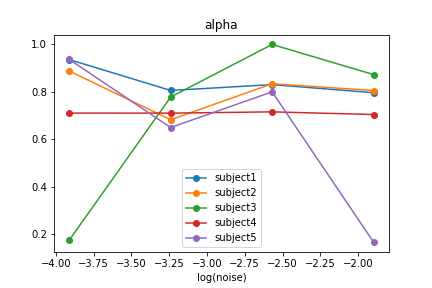 alpha
1.0
0.8
0.6
0.4
0.2
subject1
subject2
subject3
subject4
subject5
−4.00 −3.75 −3.50 −3.25 −3.00 −2.75 −2.50 −2.25 −2.00
log(noise)